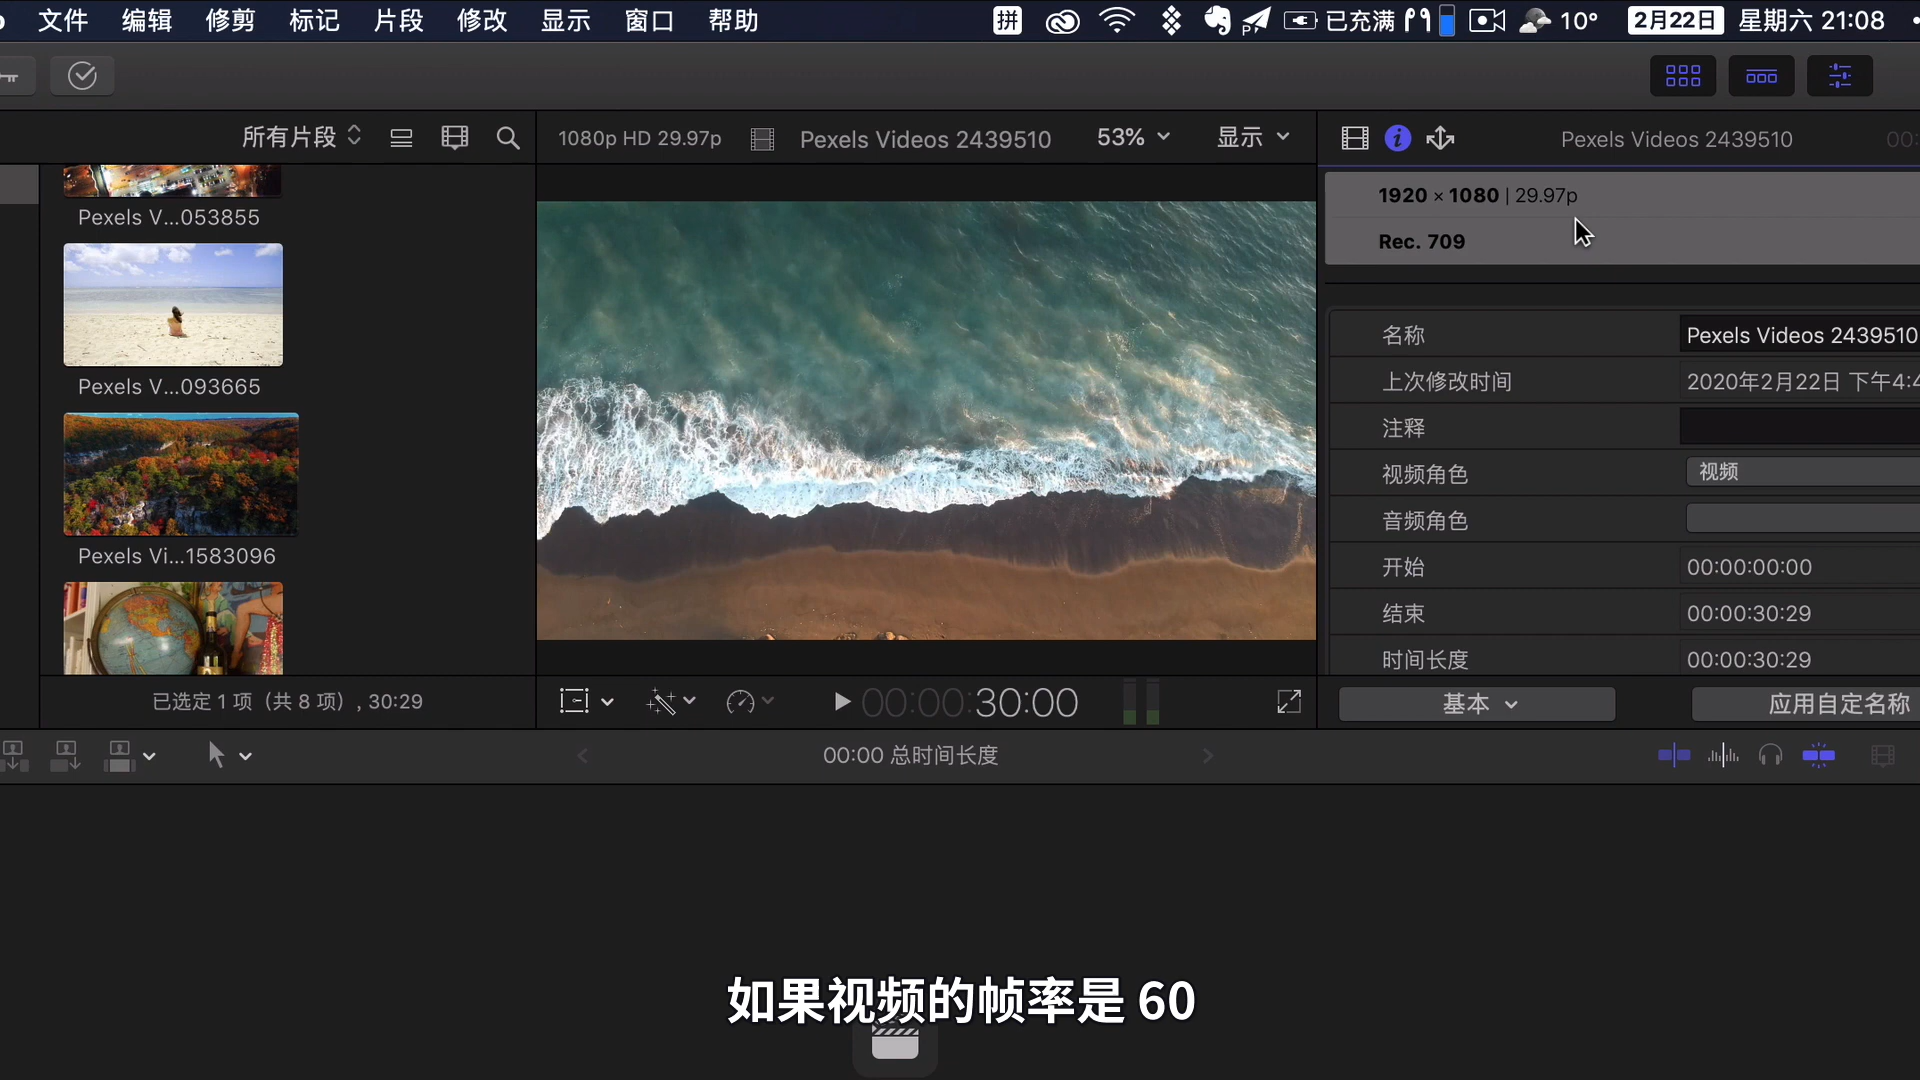 文件 编辑 修剪 标记 片段 修改 显示 窗口 帮助 拼 已充满 10° 2月22日 星期六 21:08
所有片段 1080p HD 29.97p Pexels Videos 2439510 53% 显示 Pexels Videos 2439510 00:
1920 × 1080 | 29.97p
Rec. 709
Pexels V...053855
Pexels V...093665
Pexels Vi...1583096
名称 Pexels Videos 2439510
上次修改时间 2020年2月22日 下午4:4
注释
视频角色 视频
音频角色
开始 00:00:00:00
结束 00:00:30:29
时间长度 00:00:30:29
已选定 1 项（共 8 项）, 30:29 00:00:30:00 基本 应用自定名称
00:00 总时间长度
如果视频的帧率是 60